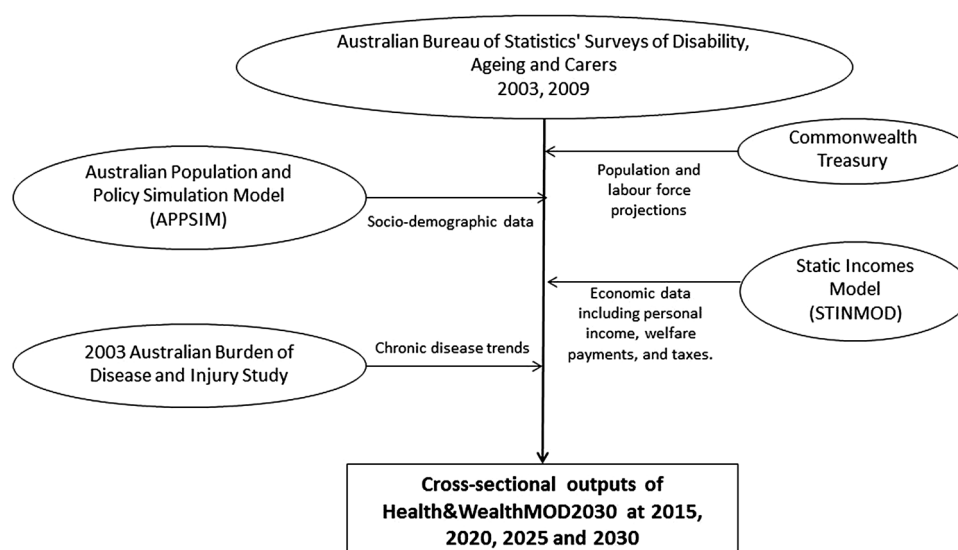 Australian Bureau of Statistics' Surveys of Disability,
Ageing and Carers
2003, 2009
Commonwealth
Treasury
Population and
labour force
projections
Australian Population and
Policy Simulation Model
(APPSIM)
Socio-demographic data
Static Incomes
Model
(STINMOD)
Economic data
including personal
income, welfare
payments, and taxes.
2003 Australian Burden of
Disease and Injury Study
Chronic disease trends
Cross-sectional outputs of
Health&WealthMOD2030 at 2015,
2020, 2025 and 2030